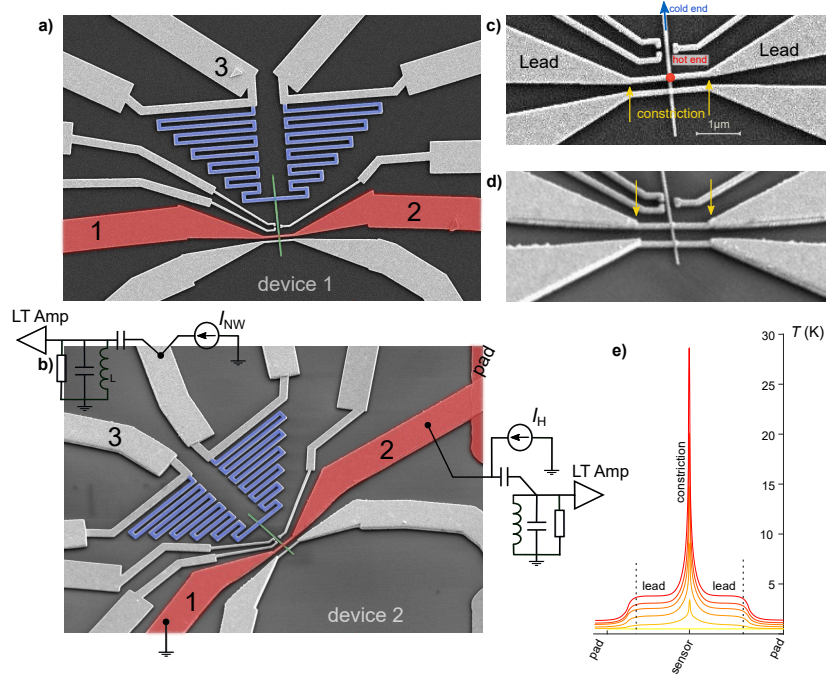 a)
3
1
2
device 1
c)
cold end
Lead
hot end
Lead
constriction
1μm
d)
LT Amp
I_NW
L
b)
pad
3
2
1
device 2
I_H
LT Amp
e)
T (K)
30
25
20
15
10
5
constriction
lead
lead
pad
sensor
pad